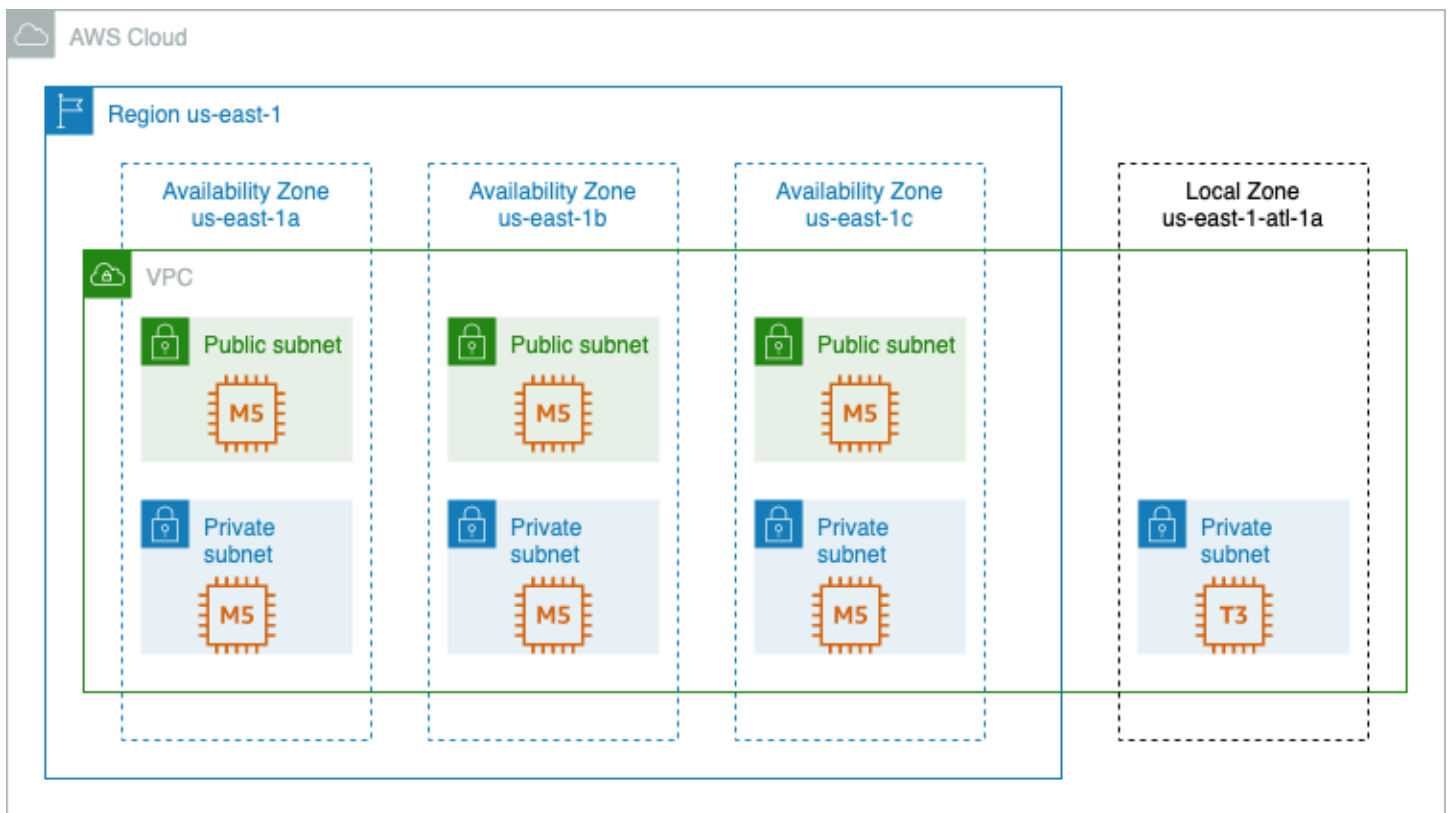 AWS Cloud
Region us-east-1
Availability Zone
us-east-1a
Availability Zone
us-east-1b
Availability Zone
us-east-1c
Local Zone
us-east-1-atl-1a
VPC
Public subnet
M5
Public subnet
M5
Public subnet
M5
Private
subnet
M5
Private
subnet
M5
Private
subnet
M5
Private
subnet
T3